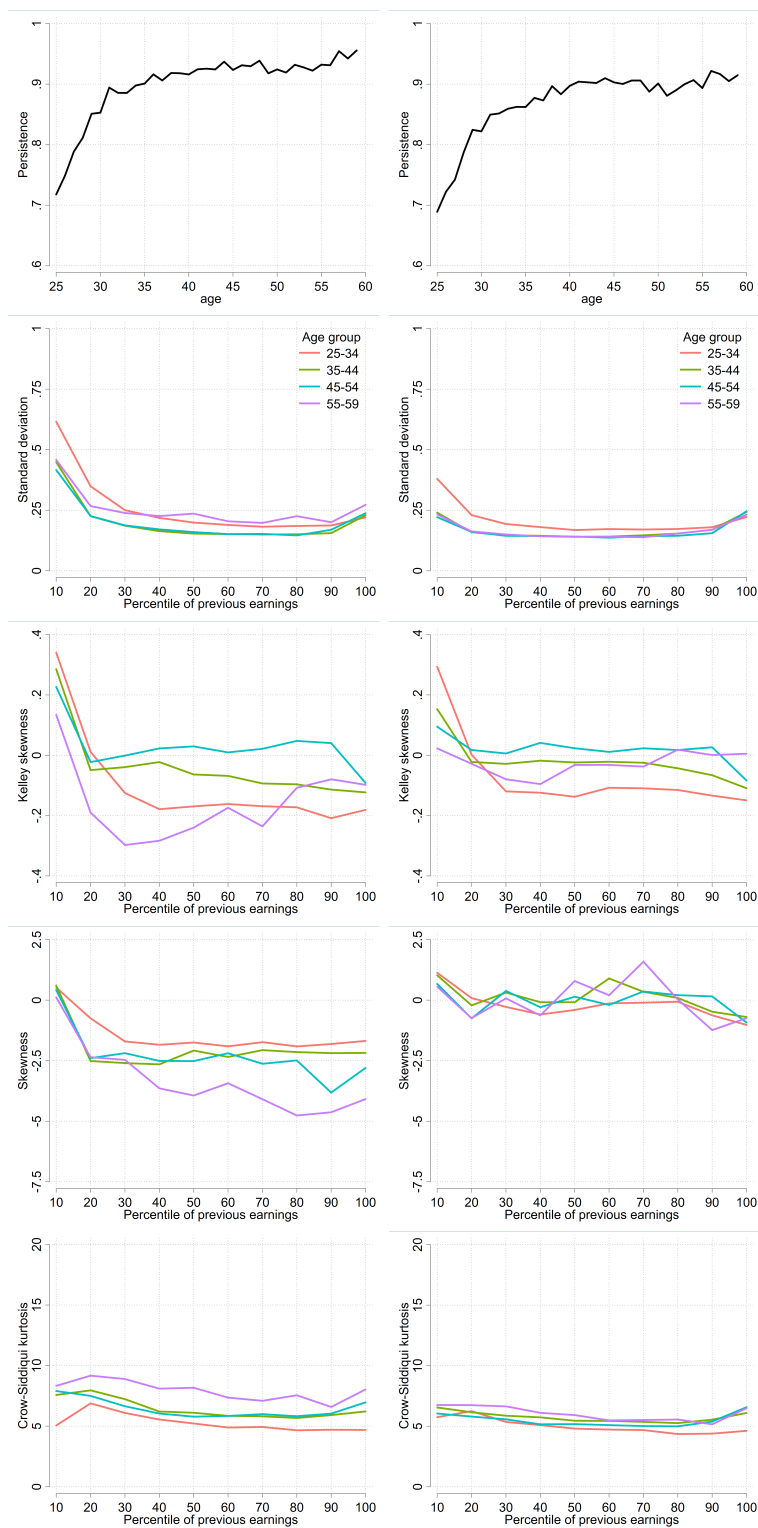 Persistence
.6 .7 .8 .9 1
25 30 35 40 45 50 55 60
age
Persistence
.6 .7 .8 .9 1
25 30 35 40 45 50 55 60
age
Standard deviation
0 .25 .5 .75 1
Age group
25-34
35-44
45-54
55-59
10 20 30 40 50 60 70 80 90 100
Percentile of previous earnings
Standard deviation
0 .25 .5 .75 1
Age group
25-34
35-44
45-54
55-59
10 20 30 40 50 60 70 80 90 100
Percentile of previous earnings
Kelley skewness
-.4 -.2 0 .2 .4
10 20 30 40 50 60 70 80 90 100
Percentile of previous earnings
Kelley skewness
-.4 -.2 0 .2 .4
10 20 30 40 50 60 70 80 90 100
Percentile of previous earnings
Skewness
-7.5 -5 -2.5 0 2.5
10 20 30 40 50 60 70 80 90 100
Percentile of previous earnings
Skewness
-7.5 -5 -2.5 0 2.5
10 20 30 40 50 60 70 80 90 100
Percentile of previous earnings
Crow-Siddiqui kurtosis
0 5 10 15 20
10 20 30 40 50 60 70 80 90 100
Percentile of previous earnings
Crow-Siddiqui kurtosis
0 5 10 15 20
10 20 30 40 50 60 70 80 90 100
Percentile of previous earnings